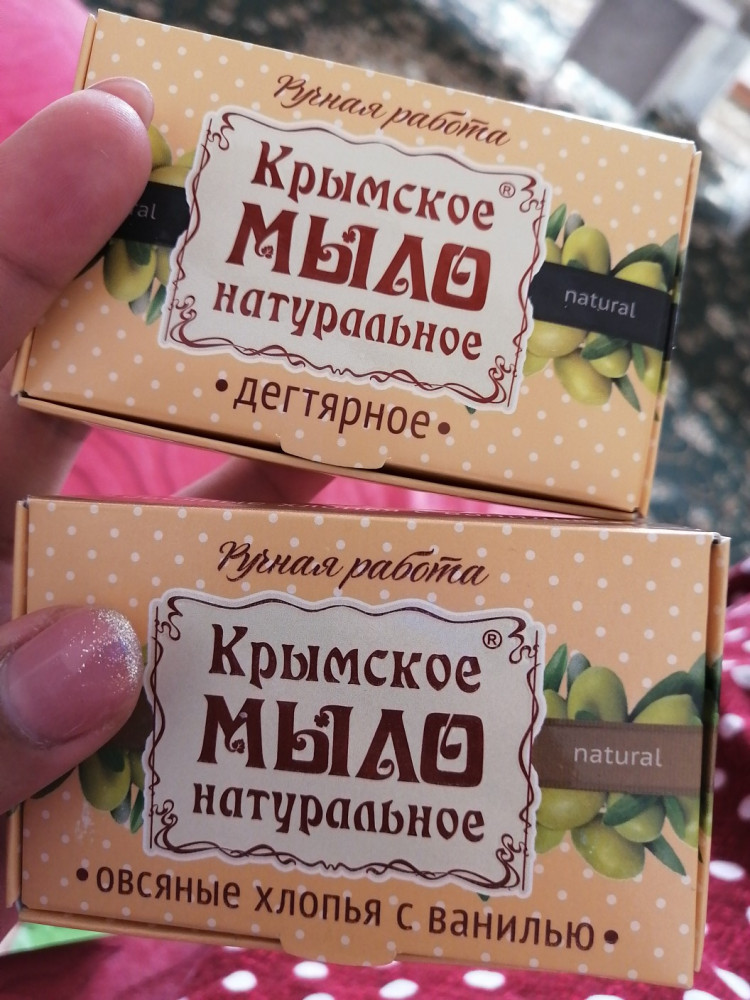 Ручная работа
Крымское ®
МЫЛО
натуральное
natural
•дегтярное•
Ручная работа
Крымское ®
МЫЛО
натуральное
natural
•овсяные хлопья с ванилью•